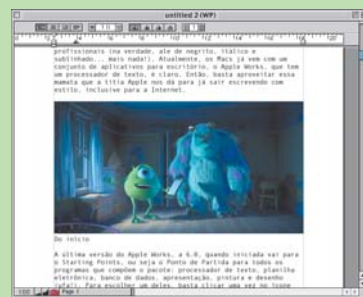 untitled 2 (WP)
profissionais (na verdade, ale de negrito, itálico e
sublinhado... mais nada!). Atualmente, os Macs já vem com um
conjunto de aplicativos para escritório, o Apple Works, que tem
um processador de texto, é claro. Então, basta aproveitar essa
mamata que a titia Apple nos dá para já sair escrevendo com
estilo, inclusive para a Internet.
Do início
A última versão do Apple Works, a 6.0, quando iniciada vai para
o Starting Points, ou seja o Ponto de Partida para todos os
programas que compõem o pacote: processador de texto, planilha
eletrônica, banco de dados, apresentação, pintura e desenho
(ufa!). Para escolher um deles, basta clicar uma vez no ícone
100
Page 1